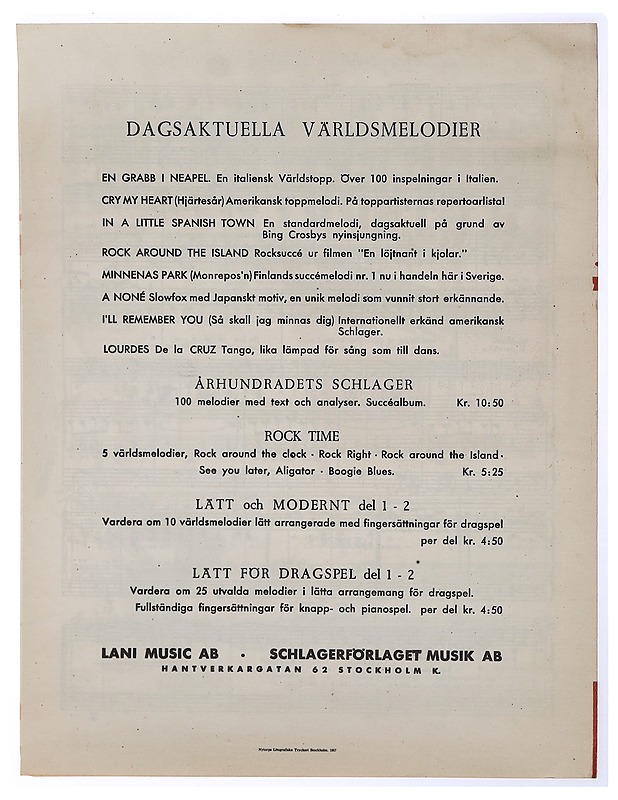 DAGSAKTUELLA VÄRLDSMELODIER
EN GRABB I NEAPEL. En italiensk Världstopp. Över 100 inspelningar i Italien.
CRY MY HEART (Hjärtesår) Amerikansk toppmelodi. På toppartisternas repertoarlista!
IN A LITTLE SPANISH TOWN En standardmelodi, dagsaktuell på grund av
Bing Crosbys nyinsjungning.
ROCK AROUND THE ISLAND Rocksuccé ur filmen "En löjtnant i kjolar."
MINNENAS PARK (Monrepos'n) Finlands succémelodi nr. 1 nu i handeln här i Sverige.
A NONÉ Slowfox med Japanskt motiv, en unik melodi som vunnit stort erkännande.
I'LL REMEMBER YOU (Så skall jag minnas dig) Internationellt erkänd amerikansk
Schlager.
LOURDES De la CRUZ Tango, lika lämpad för sång som till dans.
ÅRHUNDRADETS SCHLAGER
100 melodier med text och analyser. Succéalbum. Kr. 10:50
ROCK TIME
5 världsmelodier, Rock around the clock · Rock Right · Rock around the Island ·
See you later, Aligator · Boogie Blues. Kr. 5:25
LÄTT och MODERNT del 1 - 2
Vardera om 10 världsmelodier lätt arrangerade med fingersättningar för dragspel
per del kr. 4:50
LÄTT FÖR DRAGSPEL del 1 - 2
Vardera om 25 utvalda melodier i lätta arrangemang för dragspel.
Fullständiga fingersättningar för knapp- och pianospel. per del kr. 4:50
LANI MUSIC AB · SCHLAGERFÖRLAGET MUSIK AB
HANTVERKARGATAN 62 STOCKHOLM K.
Nytorps Litografiska Tryckeri Stockholm. 1957